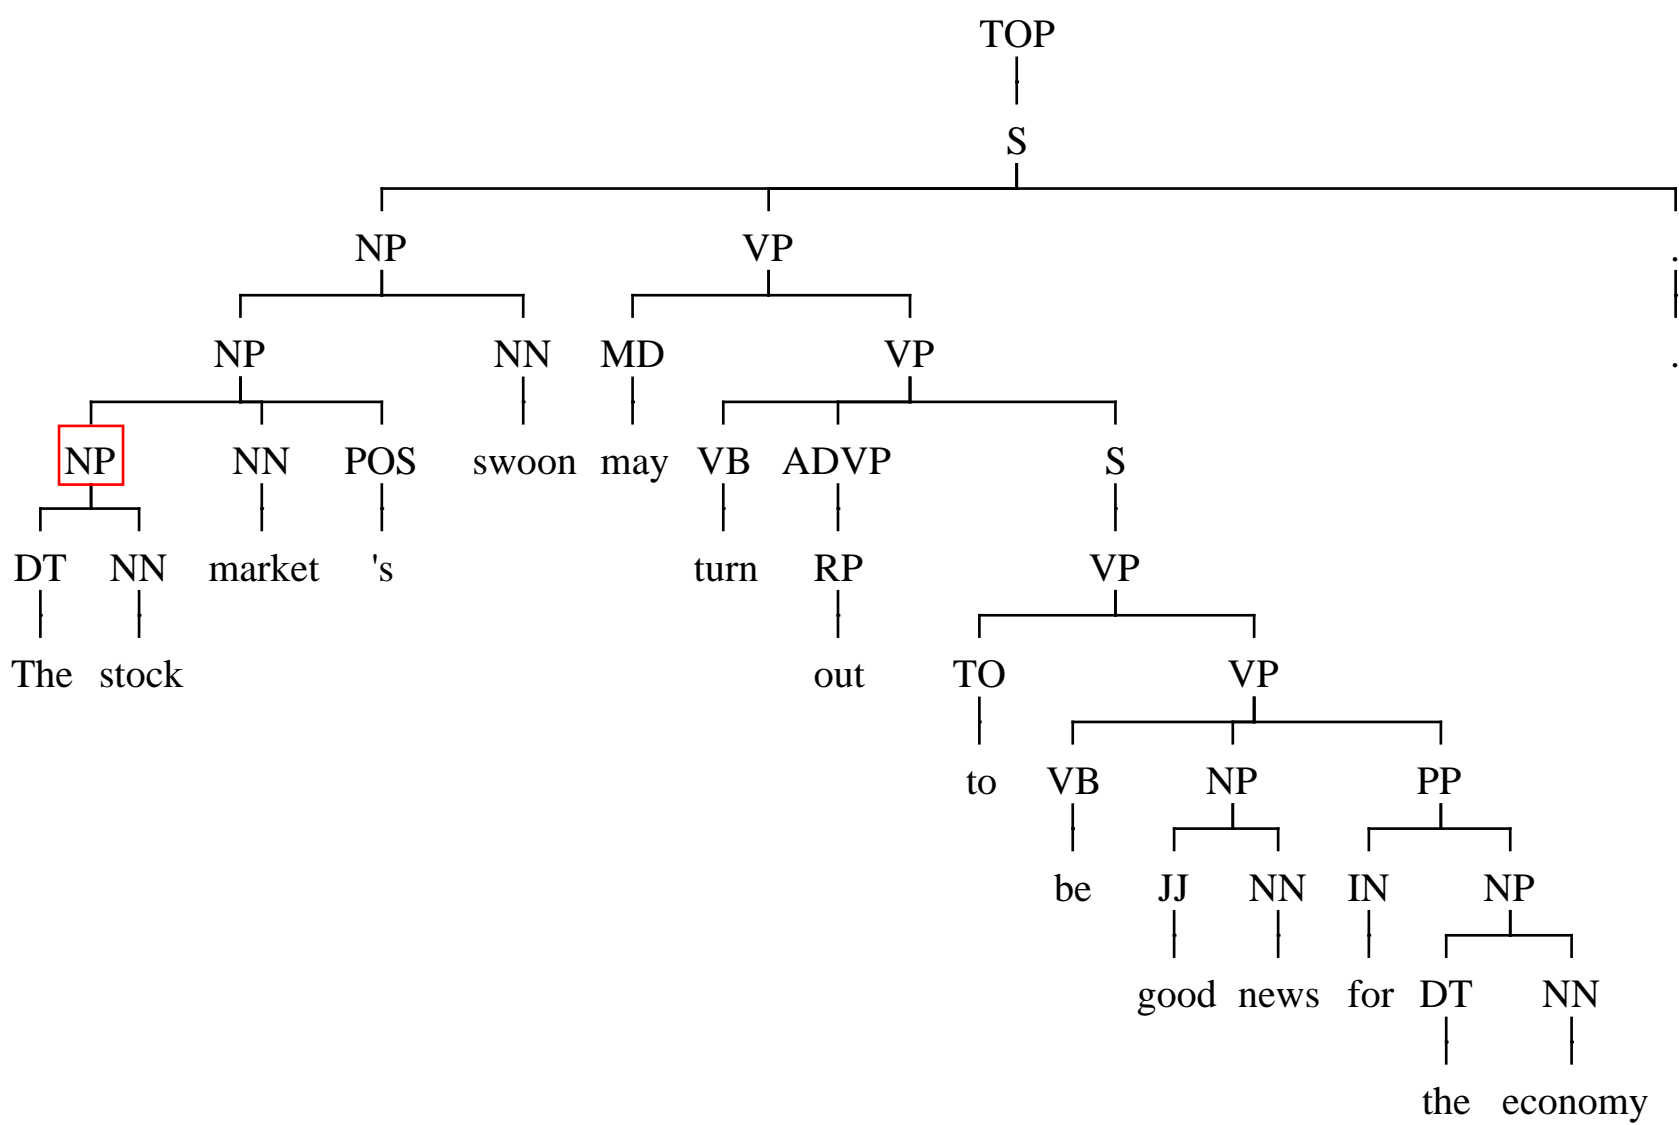 TOP
S
NP VP .
NP NN MD VP .
NP NN POS swoon may VB ADVP S
DT NN market 's turn RP VP
The stock out TO VP
to VB NP PP
be JJ NN IN NP
good news for DT NN
the economy